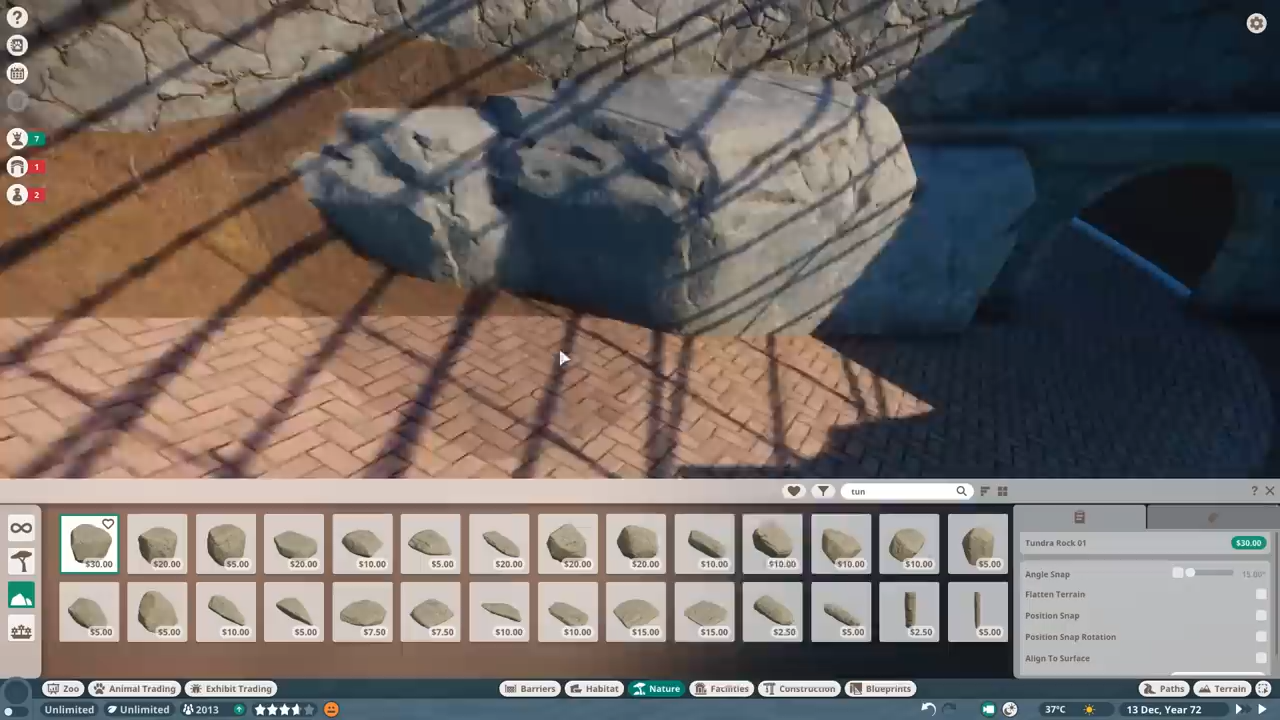 ?
7
1
2
tun
? ×
$30.00 $20.00 $5.00 $20.00 $10.00 $5.00 $20.00 $20.00 $20.00 $10.00 $10.00 $10.00 $10.00 $5.00
$5.00 $5.00 $10.00 $5.00 $7.50 $7.50 $10.00 $10.00 $15.00 $15.00 $2.50 $5.00 $2.50 $5.00
Tundra Rock 01 $30.00
Angle Snap 15.00°
Flatten Terrain
Position Snap
Position Snap Rotation
Align To Surface
Zoo Animal Trading Exhibit Trading Barriers Habitat Nature Facilities Construction Blueprints Paths Terrain
Unlimited Unlimited 2013 37°C 13 Dec, Year 72